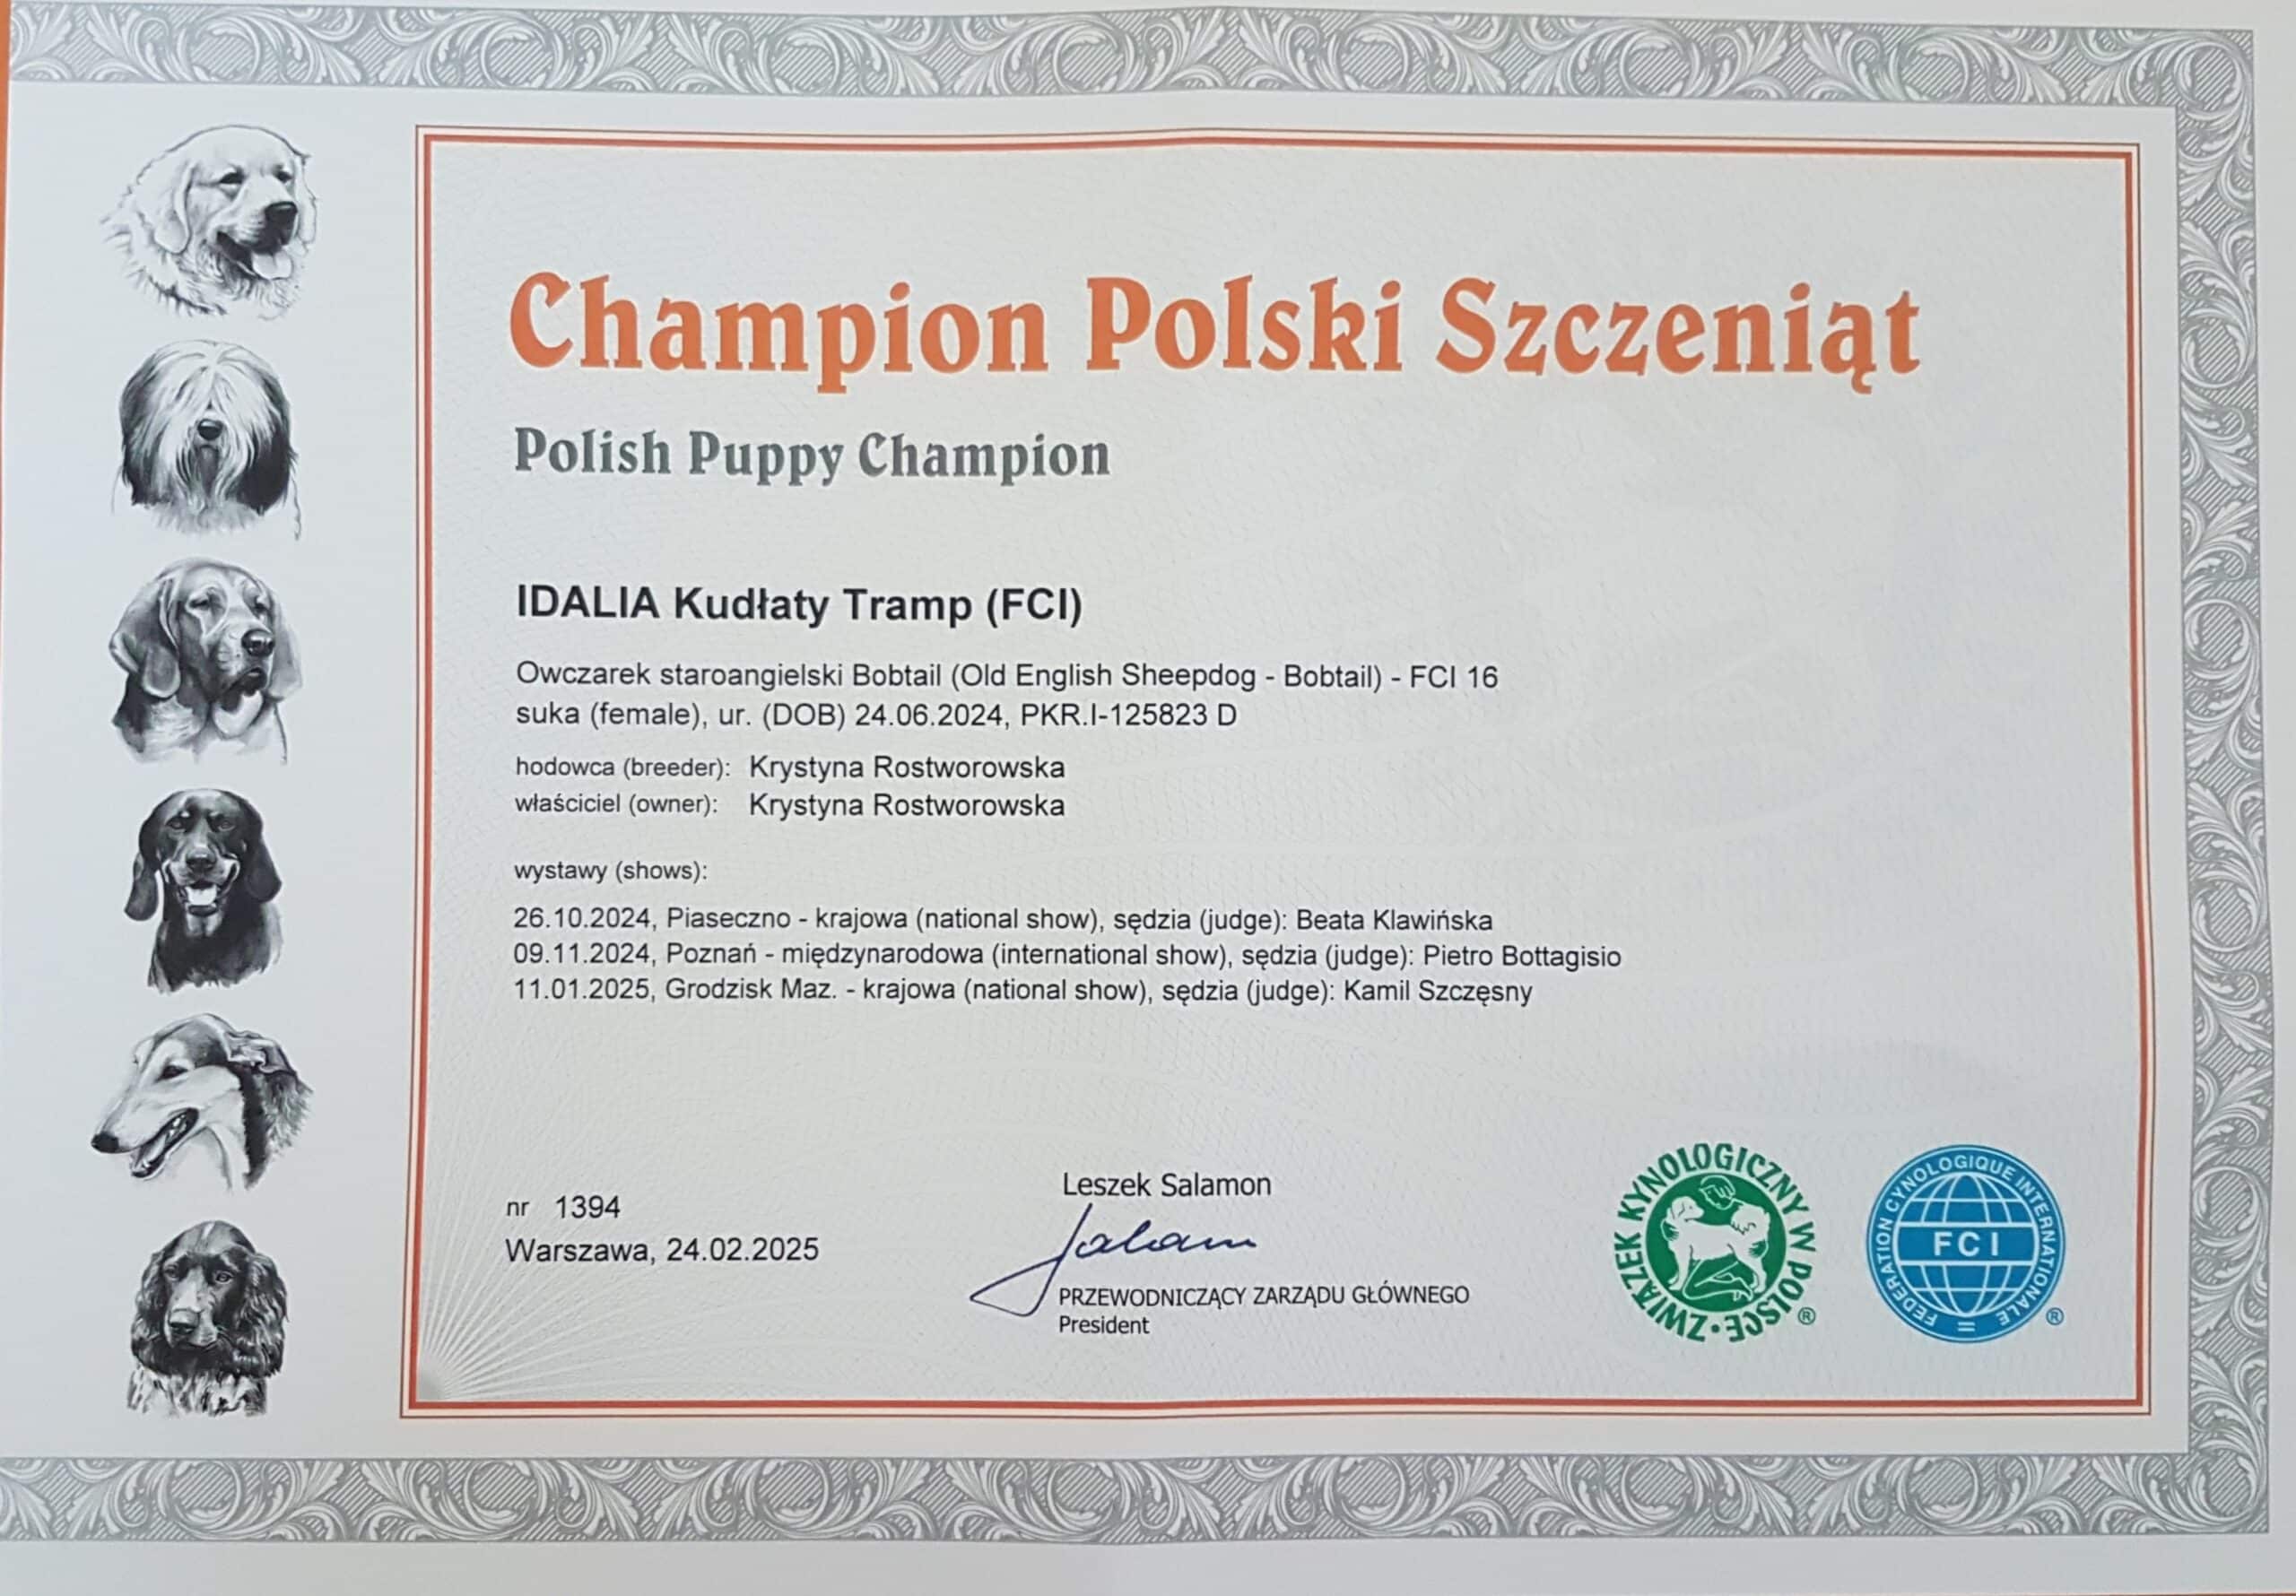 Champion Polski Szczeniąt
Polish Puppy Champion
IDALIA Kudłaty Tramp (FCI)
Owczarek staroangielski Bobtail (Old English Sheepdog - Bobtail) - FCI 16
suka (female), ur. (DOB) 24.06.2024, PKR.I-125823 D
hodowca (breeder): Krystyna Rostworowska
właściciel (owner): Krystyna Rostworowska
wystawy (shows):
26.10.2024, Piaseczno - krajowa (national show), sędzia (judge): Beata Klawińska
09.11.2024, Poznań - międzynarodowa (international show), sędzia (judge): Pietro Bottagisio
11.01.2025, Grodzisk Maz. - krajowa (national show), sędzia (judge): Kamil Szczęsny
nr 1394
Warszawa, 24.02.2025
Leszek Salamon
Salamon
PRZEWODNICZĄCY ZARZĄDU GŁÓWNEGO
President
ZWIĄZEK KYNOLOGICZNY W POLSCE ®
FEDERATION CYNOLOGIQUE INTERNATIONALE ®
FCI